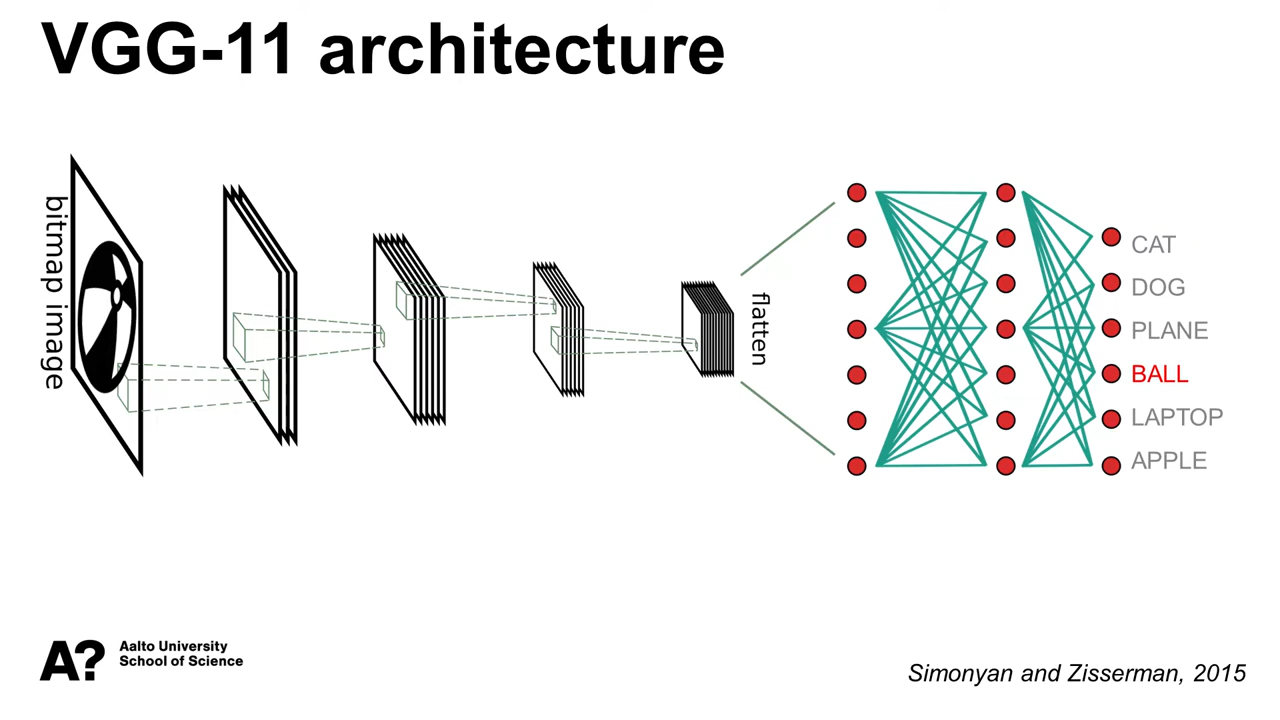 VGG-11 architecture
bitmap image
flatten
CAT
DOG
PLANE
BALL
LAPTOP
APPLE
A?
Aalto University
School of Science
Simonyan and Zisserman, 2015